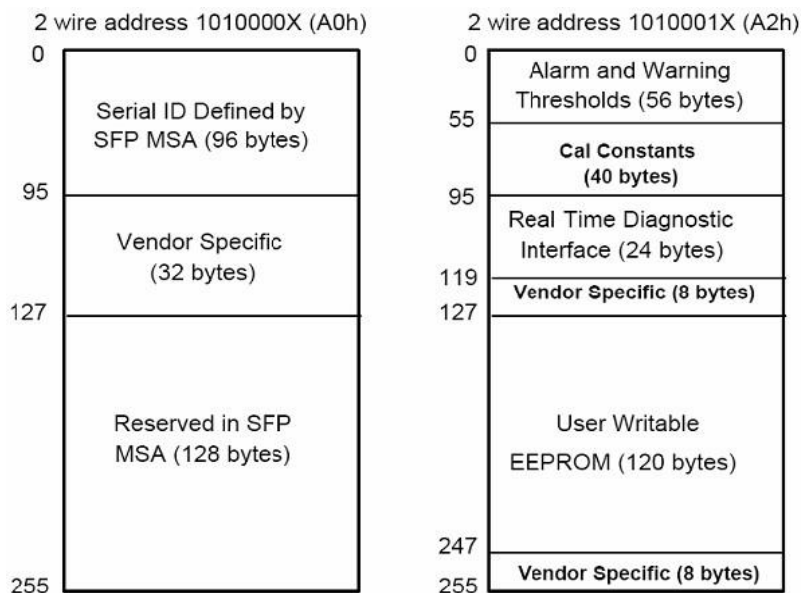 2 wire address 1010000X (A0h)
0
Serial ID Defined by
SFP MSA (96 bytes)
95
Vendor Specific
(32 bytes)
127
Reserved in SFP
MSA (128 bytes)
255
2 wire address 1010001X (A2h)
0
Alarm and Warning
Thresholds (56 bytes)
55
Cal Constants
(40 bytes)
95
Real Time Diagnostic
Interface (24 bytes)
119
Vendor Specific (8 bytes)
127
User Writable
EEPROM (120 bytes)
247
Vendor Specific (8 bytes)
255